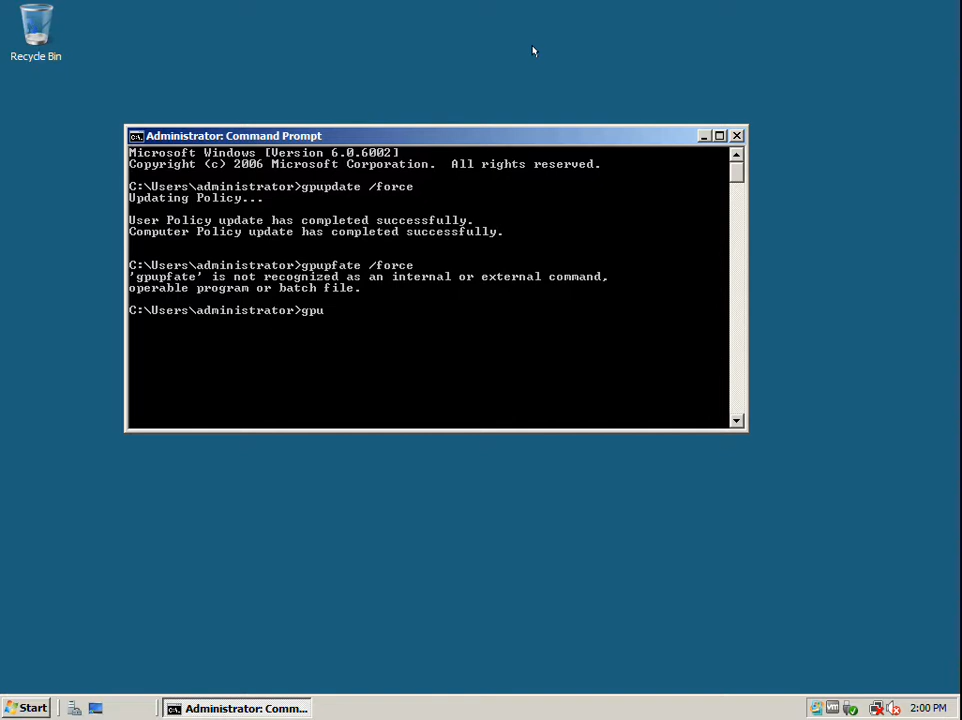 Recycle Bin
Administrator: Command Prompt
Microsoft Windows [Version 6.0.6002]
Copyright (c) 2006 Microsoft Corporation.  All rights reserved.
C:\Users\administrator>gpupdate /force
Updating Policy...
User Policy update has completed successfully.
Computer Policy update has completed successfully.
C:\Users\administrator>gpupfate /force
'gpupfate' is not recognized as an internal or external command,
operable program or batch file.
C:\Users\administrator>gpu
Start
Administrator: Comm...
2:00 PM